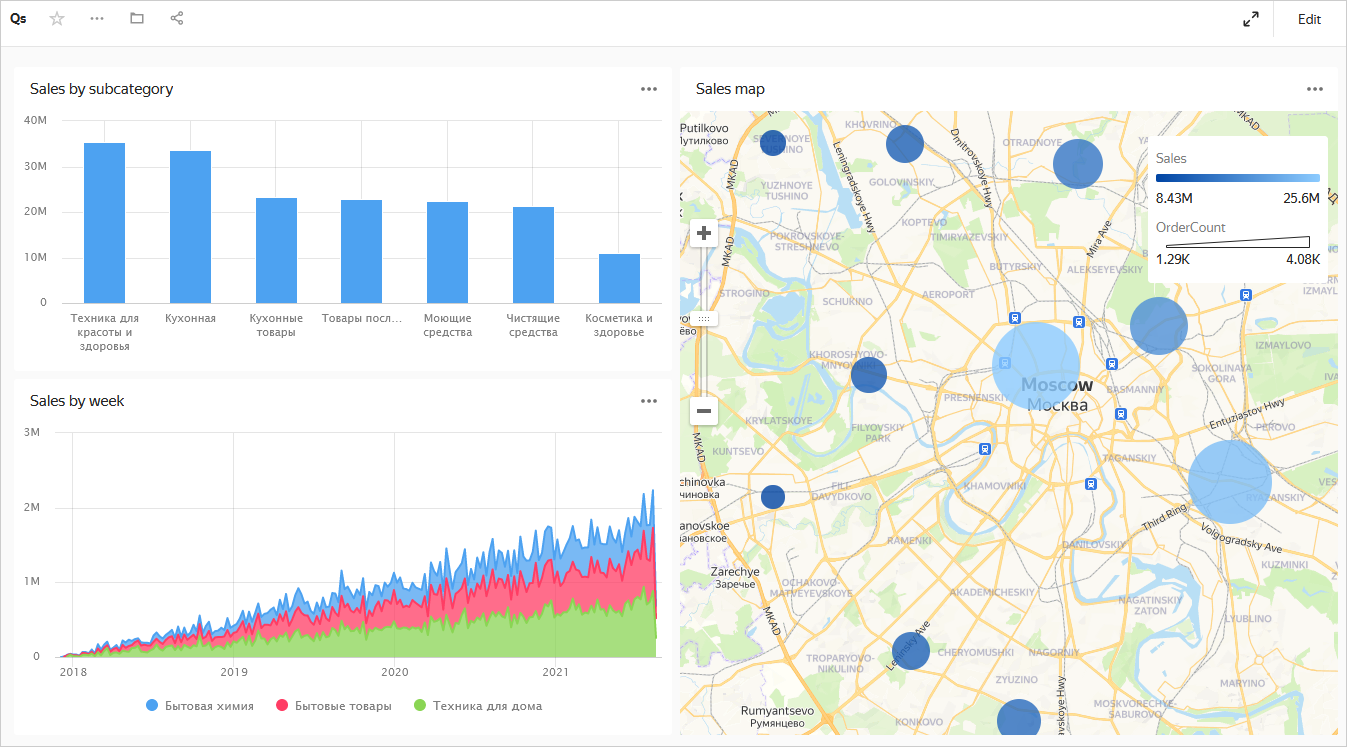 Qs
Edit
Sales by subcategory
40M
30M
20M
10M
0
Техника для
красоты и
здоровья
Кухонная
Кухонные
товары
Товары посл...
Моющие
средства
Чистящие
средства
Косметика и
здоровье
Sales by week
3M
2M
1M
0
2018
2019
2020
2021
Бытовая химия
Бытовые товары
Техника для дома
Sales map
Sales
8.43M 25.6M
OrderCount
1.29K 4.08K
Putilkovo
KHOVRINO
OTRADNOYE
MKAD
Dmitrovskoye Hwy
Leningradskoye Hwy
YUZHNOYE
TUSHINO
GOLOVINSKIY
KOPTEVO
TIMIRYAZEVSKIY
POKROVSKOYE-
STRESHNËVO
MKAD
Mira Ave
BUTYRSKIY
ALEKSEYEVSKIY
STROGINO
SCHUKINO
AEROPORT
IZMAYLOVO
KHOROSHYOVO-
MNYOVNIKI
SOKOLINAYA
GORA
Moscow
Москва
BASMANNIY
PRESNENSKIY
KRYLATSKOYE
FILYOVSKIY
PARK
Entuziastov Hwy
PEROVO
MKAD
KUNTSEVO
TAGANSKIY
chinovka
чиновка
FILI-
DAVYDKOVO
KHAMOVNIKI
RYAZANSKIY
anovskoye
Third Ring
Volgogradsky Ave
RAMENKI
DANILOVSKIY
KUZMINKI
Zarechye
Заречье
OCHAKOVO-
MATVEYEVSKOYE
AKADEMICHESKIY
NAGATINSKIY
ZATON
MKAD
LYUBLINO
Leninsky Ave
TROPARYOVO-
NIKULINO
CHERYOMUSHKI
NAGORNIY
ZYUZINO
MARYINO
Rumyantsevo
Румянцево
KONKOVO
MOSKVORECHYE-
SABUROVO